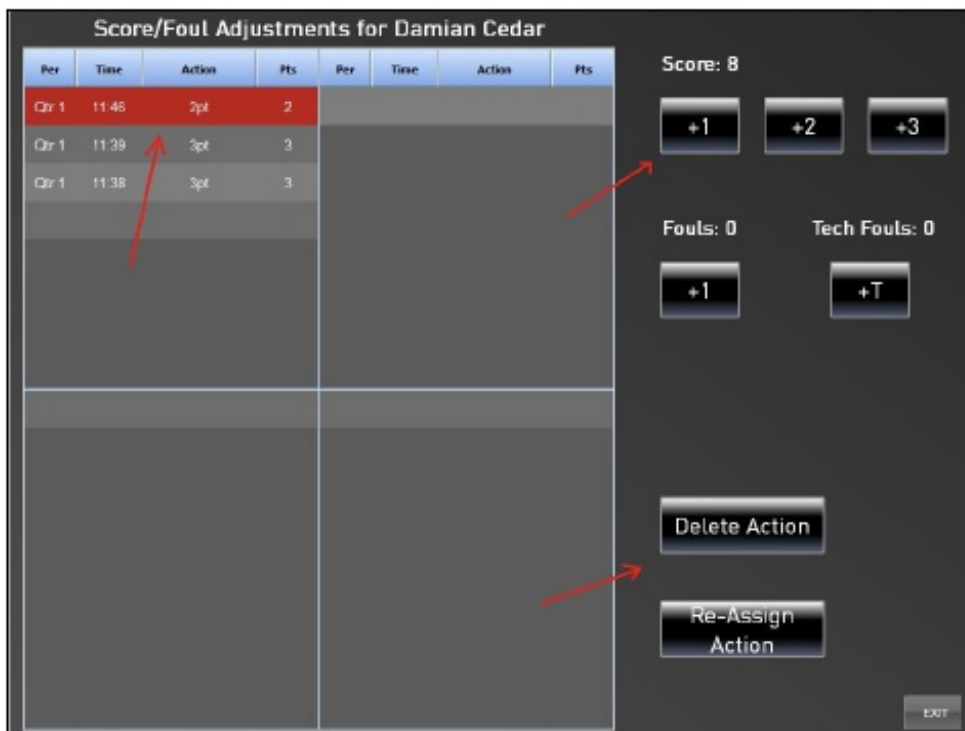 Score/Foul Adjustments for Damian Cedar
Per Time Action Pts Per Time Action Pts
Qtr 1 11:46 2pt 2
Qtr 1 11:39 3pt 3
Qtr 1 11:38 3pt 3
Score: 8
+1 +2 +3
Fouls: 0 Tech Fouls: 0
+1 +T
Delete Action
Re-Assign
Action
EXIT